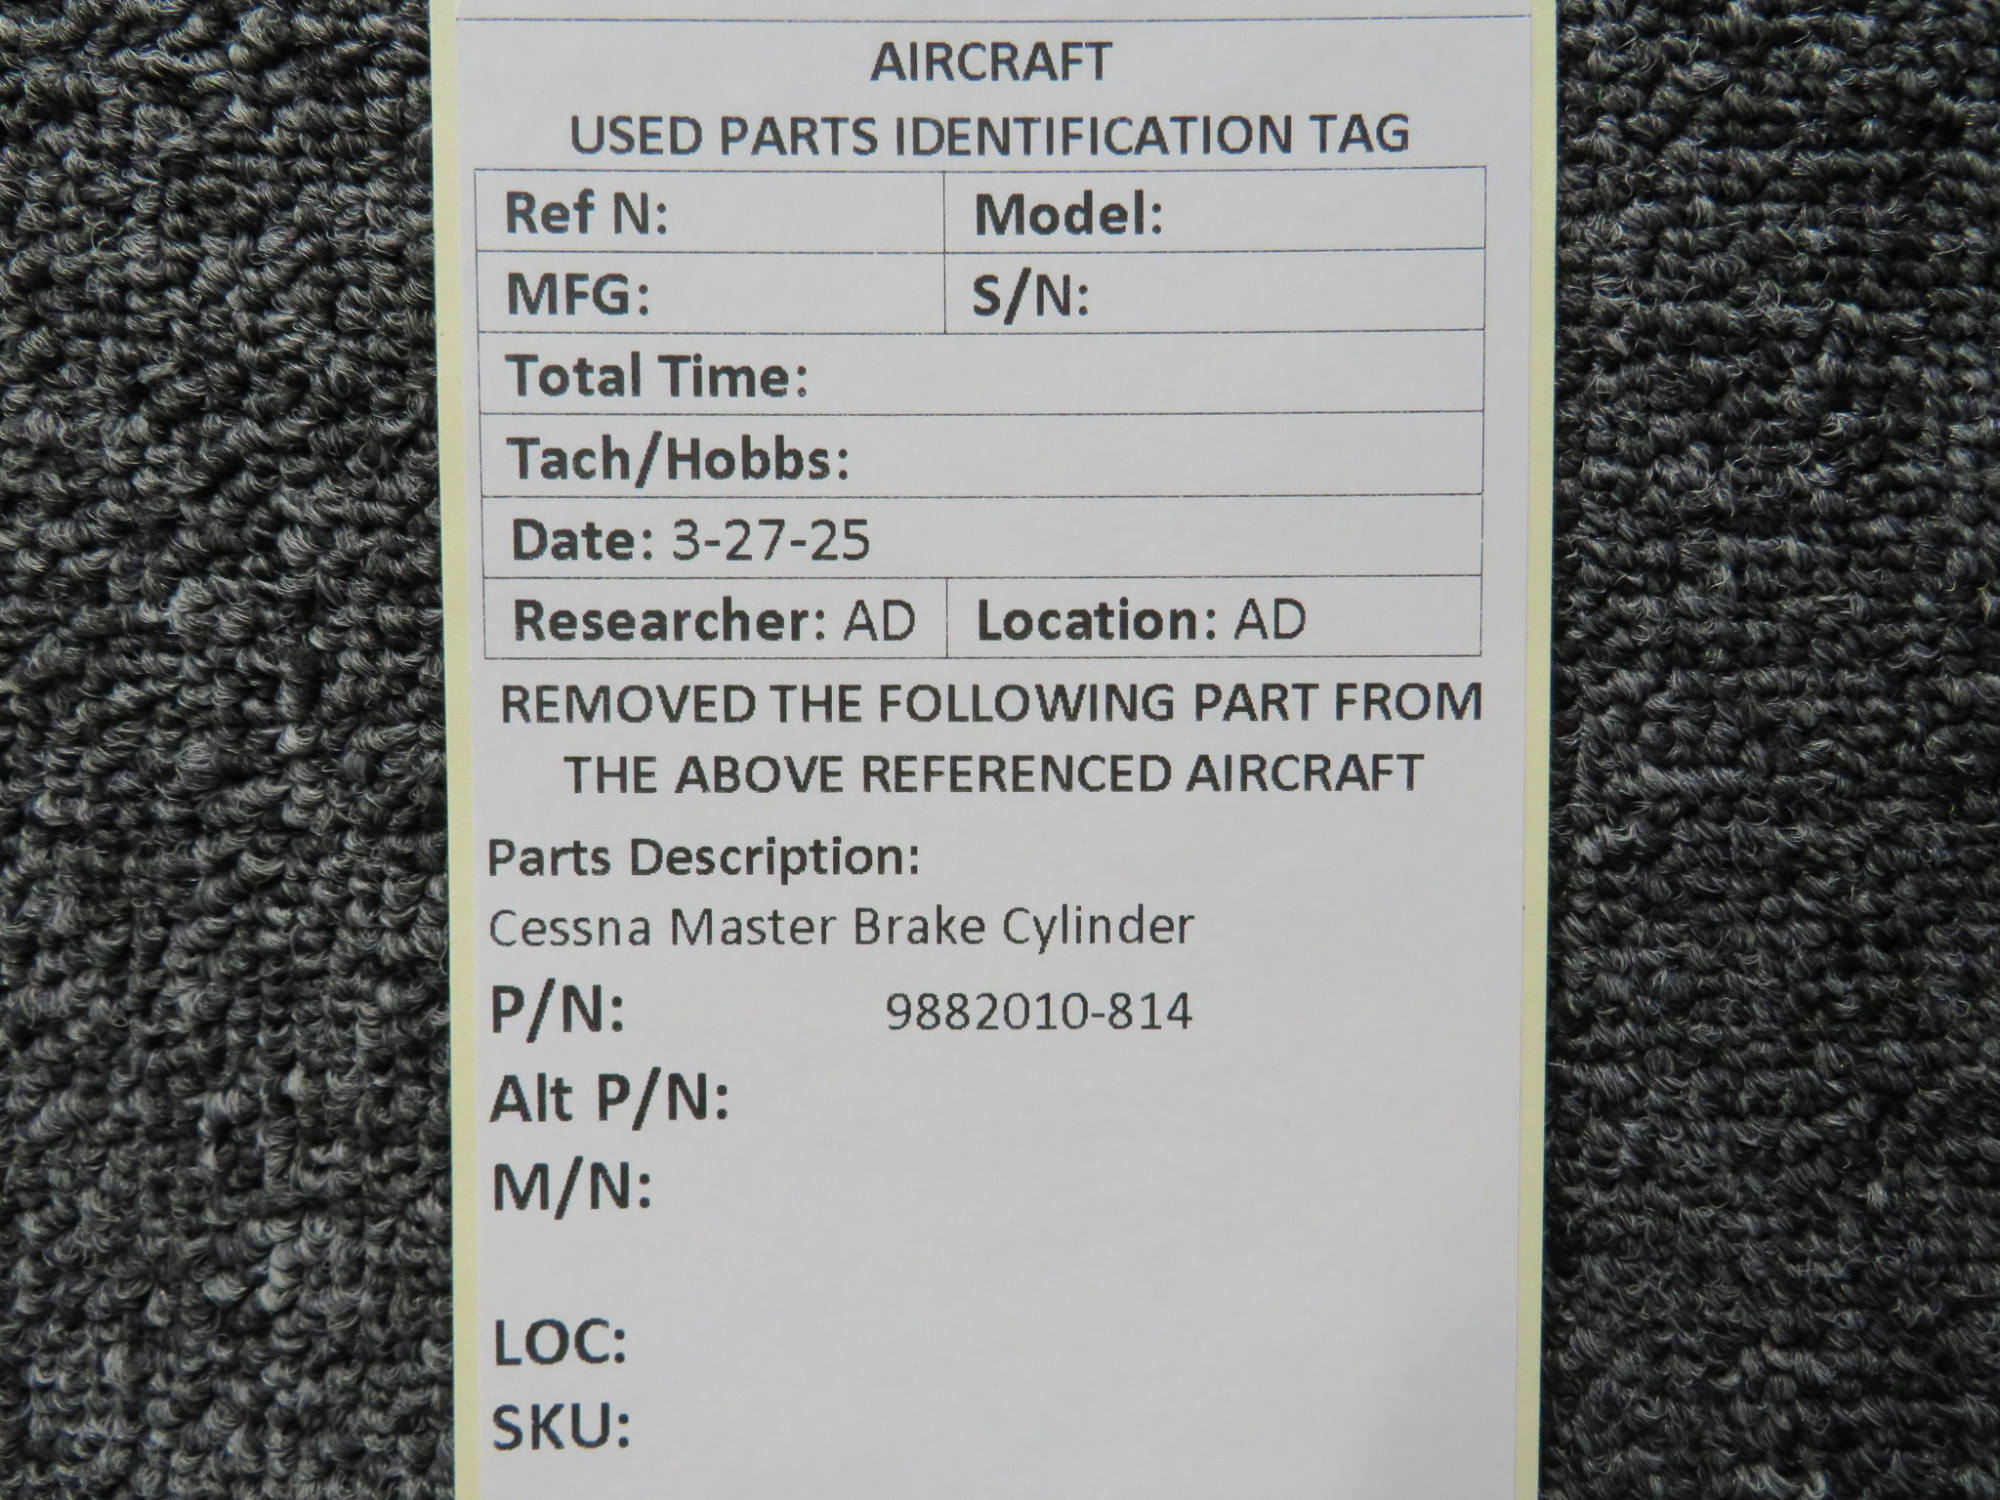 AIRCRAFT
USED PARTS IDENTIFICATION TAG
Ref N: Model:
MFG: S/N:
Total Time:
Tach/Hobbs:
Date: 3-27-25
Researcher: AD Location: AD
REMOVED THE FOLLOWING PART FROM
THE ABOVE REFERENCED AIRCRAFT
Parts Description:
Cessna Master Brake Cylinder
P/N: 9882010-814
Alt P/N:
M/N:
LOC:
SKU: